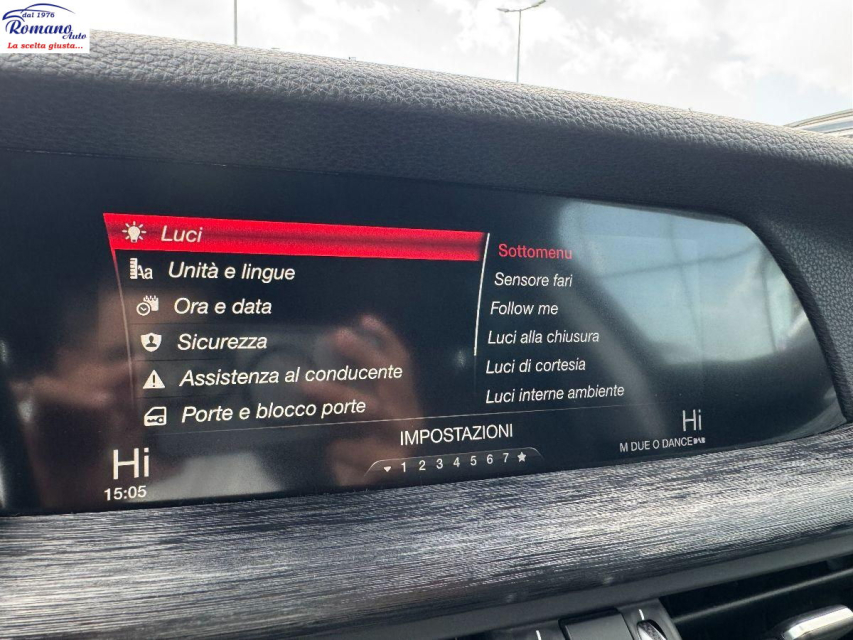 dal 1976
Romano Auto
La scelta giusta...
Luci
Unità e lingue
Aa
Ora e data
Sicurezza
Assistenza al conducente
Porte e blocco porte
Sottomenu
Sensore fari
Follow me
Luci alla chiusura
Luci di cortesia
Luci interne ambiente
IMPOSTAZIONI
1 2 3 4 5 6 7
Hi
15:05
Hi
M DUE O DANCE